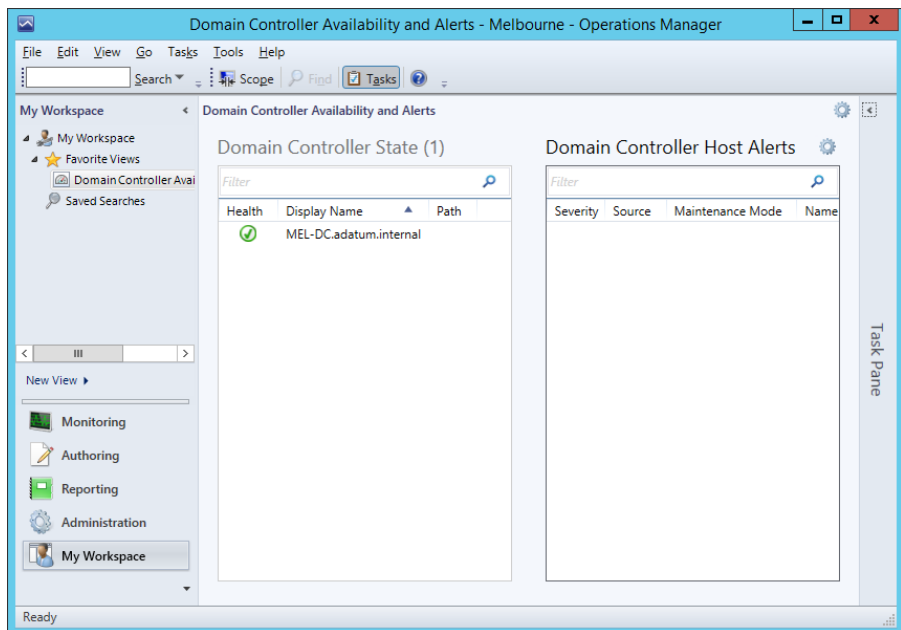 Domain Controller Availability and Alerts - Melbourne - Operations Manager
File Edit View Go Tasks Tools Help
Search Scope Find Tasks
My Workspace
My Workspace
Favorite Views
Domain Controller Avai
Saved Searches
New View
Monitoring
Authoring
Reporting
Administration
My Workspace
Domain Controller Availability and Alerts
Domain Controller State (1)
Filter
Health Display Name Path
MEL-DC.adatum.internal
Domain Controller Host Alerts
Filter
Severity Source Maintenance Mode Name
Task Pane
Ready